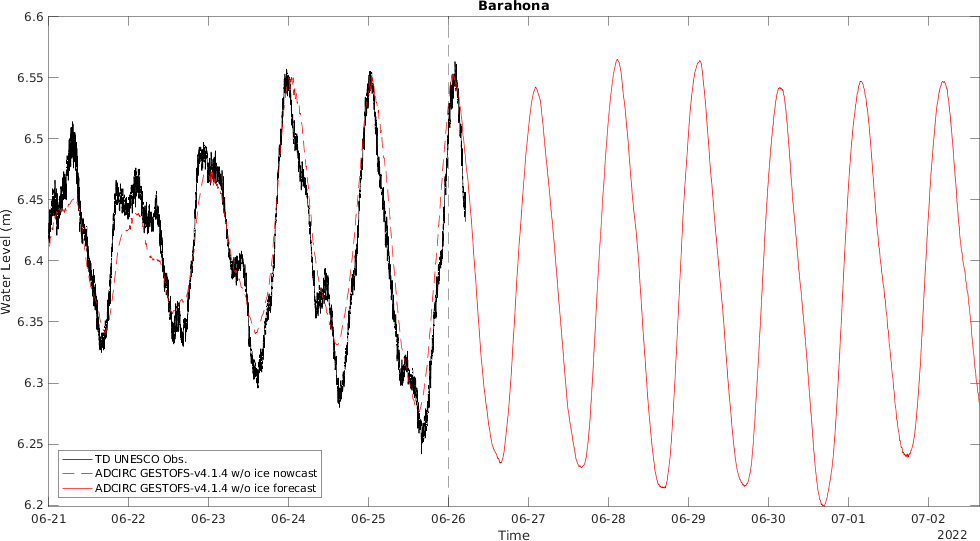 Barahona
6.6
6.55
6.5
6.45
6.4
6.35
6.3
6.25
6.2
Water Level (m)
TD UNESCO Obs.
ADCIRC GESTOFS-v4.1.4 w/o ice nowcast
ADCIRC GESTOFS-v4.1.4 w/o ice forecast
06-21 06-22 06-23 06-24 06-25 06-26 06-27 06-28 06-29 06-30 07-01 07-02
Time
2022